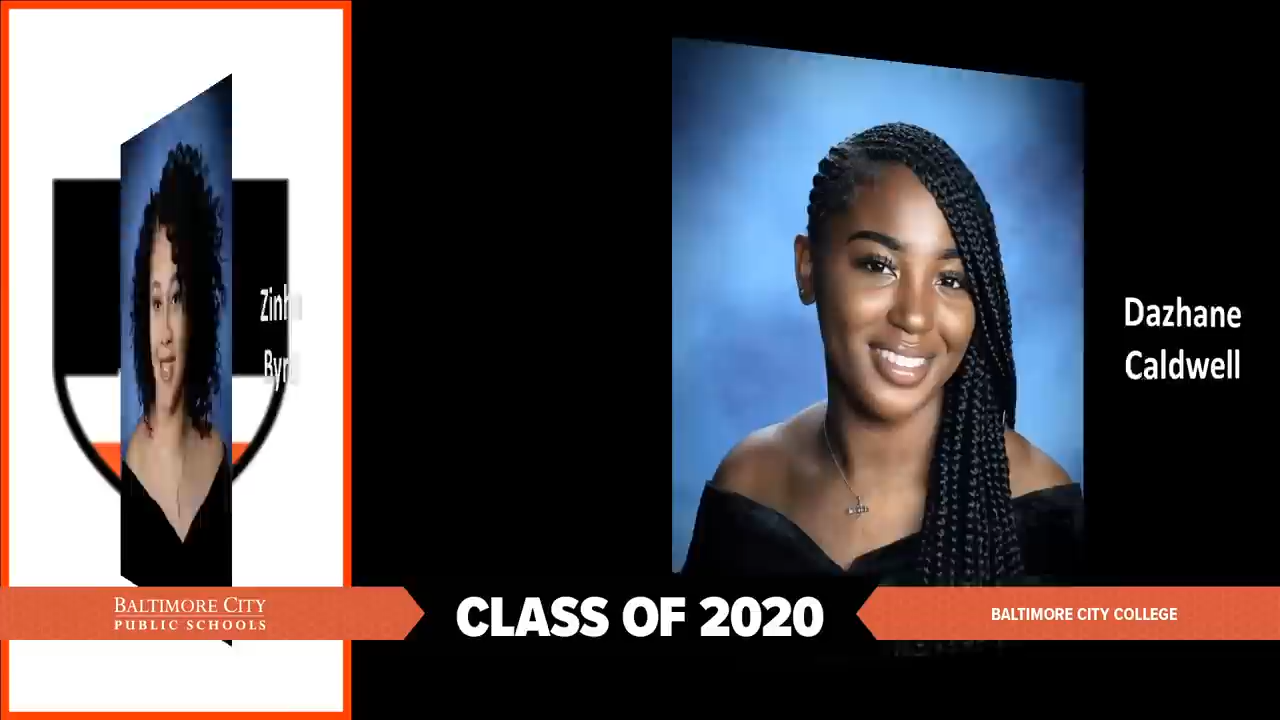 Dazhane
Caldwell
BALTIMORE CITY
PUBLIC SCHOOLS
CLASS OF 2020
BALTIMORE CITY COLLEGE